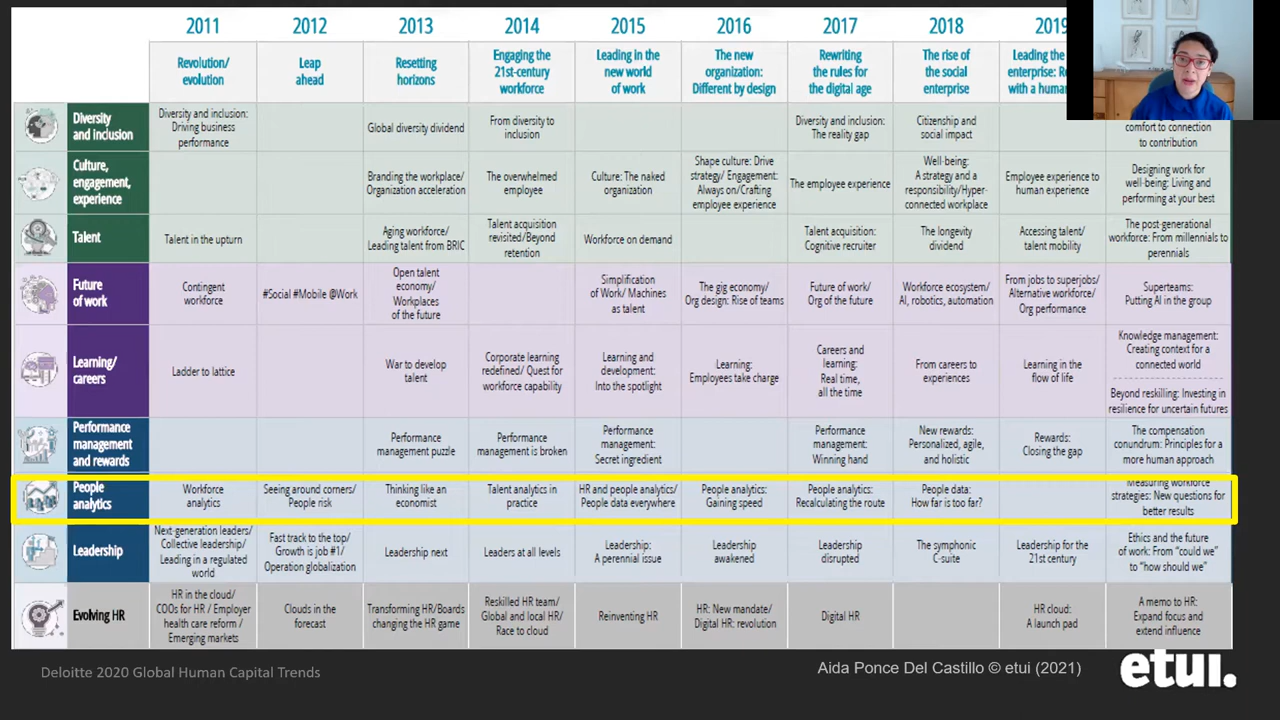 2011
2012
2013
2014
2015
2016
2017
2018
2019
Revolution/
evolution
Leap
ahead
Resetting
horizons
Engaging the
21st-century
workforce
Leading in the
new world
of work
The new
organization:
Different by design
Rewriting
the rules for
the digital age
The rise of
the social
enterprise
Leading the
enterprise:
with a
Diversity
and inclusion
Diversity and inclusion:
Driving business
performance
Global diversity dividend
From diversity to
inclusion
Diversity and inclusion:
The reality gap
Citizenship and
social impact
comfort to connection
to contribution
Culture,
engagement,
experience
Branding the workplace/
Organization acceleration
The overwhelmed
employee
Culture: The naked
organization
Shape culture: Drive
strategy/ Engagement:
Always on/Crafting
employee experience
The employee experience
Well-being:
A strategy and a
responsibility/Hyper-
connected workplace
Employee experience to
human experience
Designing work for
well-being: Living and
performing at your best
Talent
Talent in the upturn
Aging workforce/
Leading talent from BRIC
Talent acquisition
revisited/Beyond
retention
Workforce on demand
Talent acquisition:
Cognitive recruiter
The longevity
dividend
Accessing talent/
talent mobility
The post-generational
workforce: From millennials to
perennials
Future
of work
Contingent
workforce
#Social #Mobile @Work
Open talent
economy/
Workplaces
of the future
Simplification
of Work/ Machines
as talent
The gig economy/
Org design: Rise of teams
Future of work/
Org of the future
Workforce ecosystem/
AI, robotics, automation
From jobs to superjobs/
Alternative workforce/
Org performance
Superteams:
Putting AI in the group
Learning/
careers
Ladder to lattice
War to develop
talent
Corporate learning
redefined/ Quest for
workforce capability
Learning and
development:
Into the spotlight
Learning:
Employees take charge
Careers and
learning:
Real time,
all the time
From careers to
experiences
Learning in the
flow of life
Knowledge management:
Creating context for a
connected world
Beyond reskilling: Investing in
resilience for uncertain futures
Performance
management
and rewards
Performance
management puzzle
Performance
management is broken
Performance
management:
Secret ingredient
Performance
management:
Winning hand
New rewards:
Personalized, agile,
and holistic
Rewards:
Closing the gap
The compensation
conundrum: Principles for a
more human approach
People
analytics
Workforce
analytics
Seeing around corners/
People risk
Thinking like an
economist
Talent analytics in
practice
HR and people analytics/
People data everywhere
People analytics:
Gaining speed
People analytics:
Recalculating the route
People data:
How far is too far?
Measuring workforce
strategies: New questions for
better results
Leadership
Next-generation leaders/
Collective leadership/
Leading in a regulated
world
Fast track to the top/
Growth is job #1/
Operation globalization
Leadership next
Leaders at all levels
Leadership:
A perennial issue
Leadership
awakened
Leadership
disrupted
The symphonic
C-suite
Leadership for the
21st century
Ethics and the future
of work: From “could we”
to “how should we”
Evolving HR
HR in the cloud/
COOs for HR / Employer
health care reform /
Emerging markets
Clouds in the
forecast
Transforming HR/Boards
changing the HR game
Reskilled HR team/
Global and local HR/
Race to cloud
Reinventing HR
HR: New mandate/
Digital HR: revolution
Digital HR
HR cloud:
A launch pad
A memo to HR:
Expand focus and
extend influence
Deloitte 2020 Global Human Capital Trends
Aida Ponce Del Castillo © etui (2021)
etui.